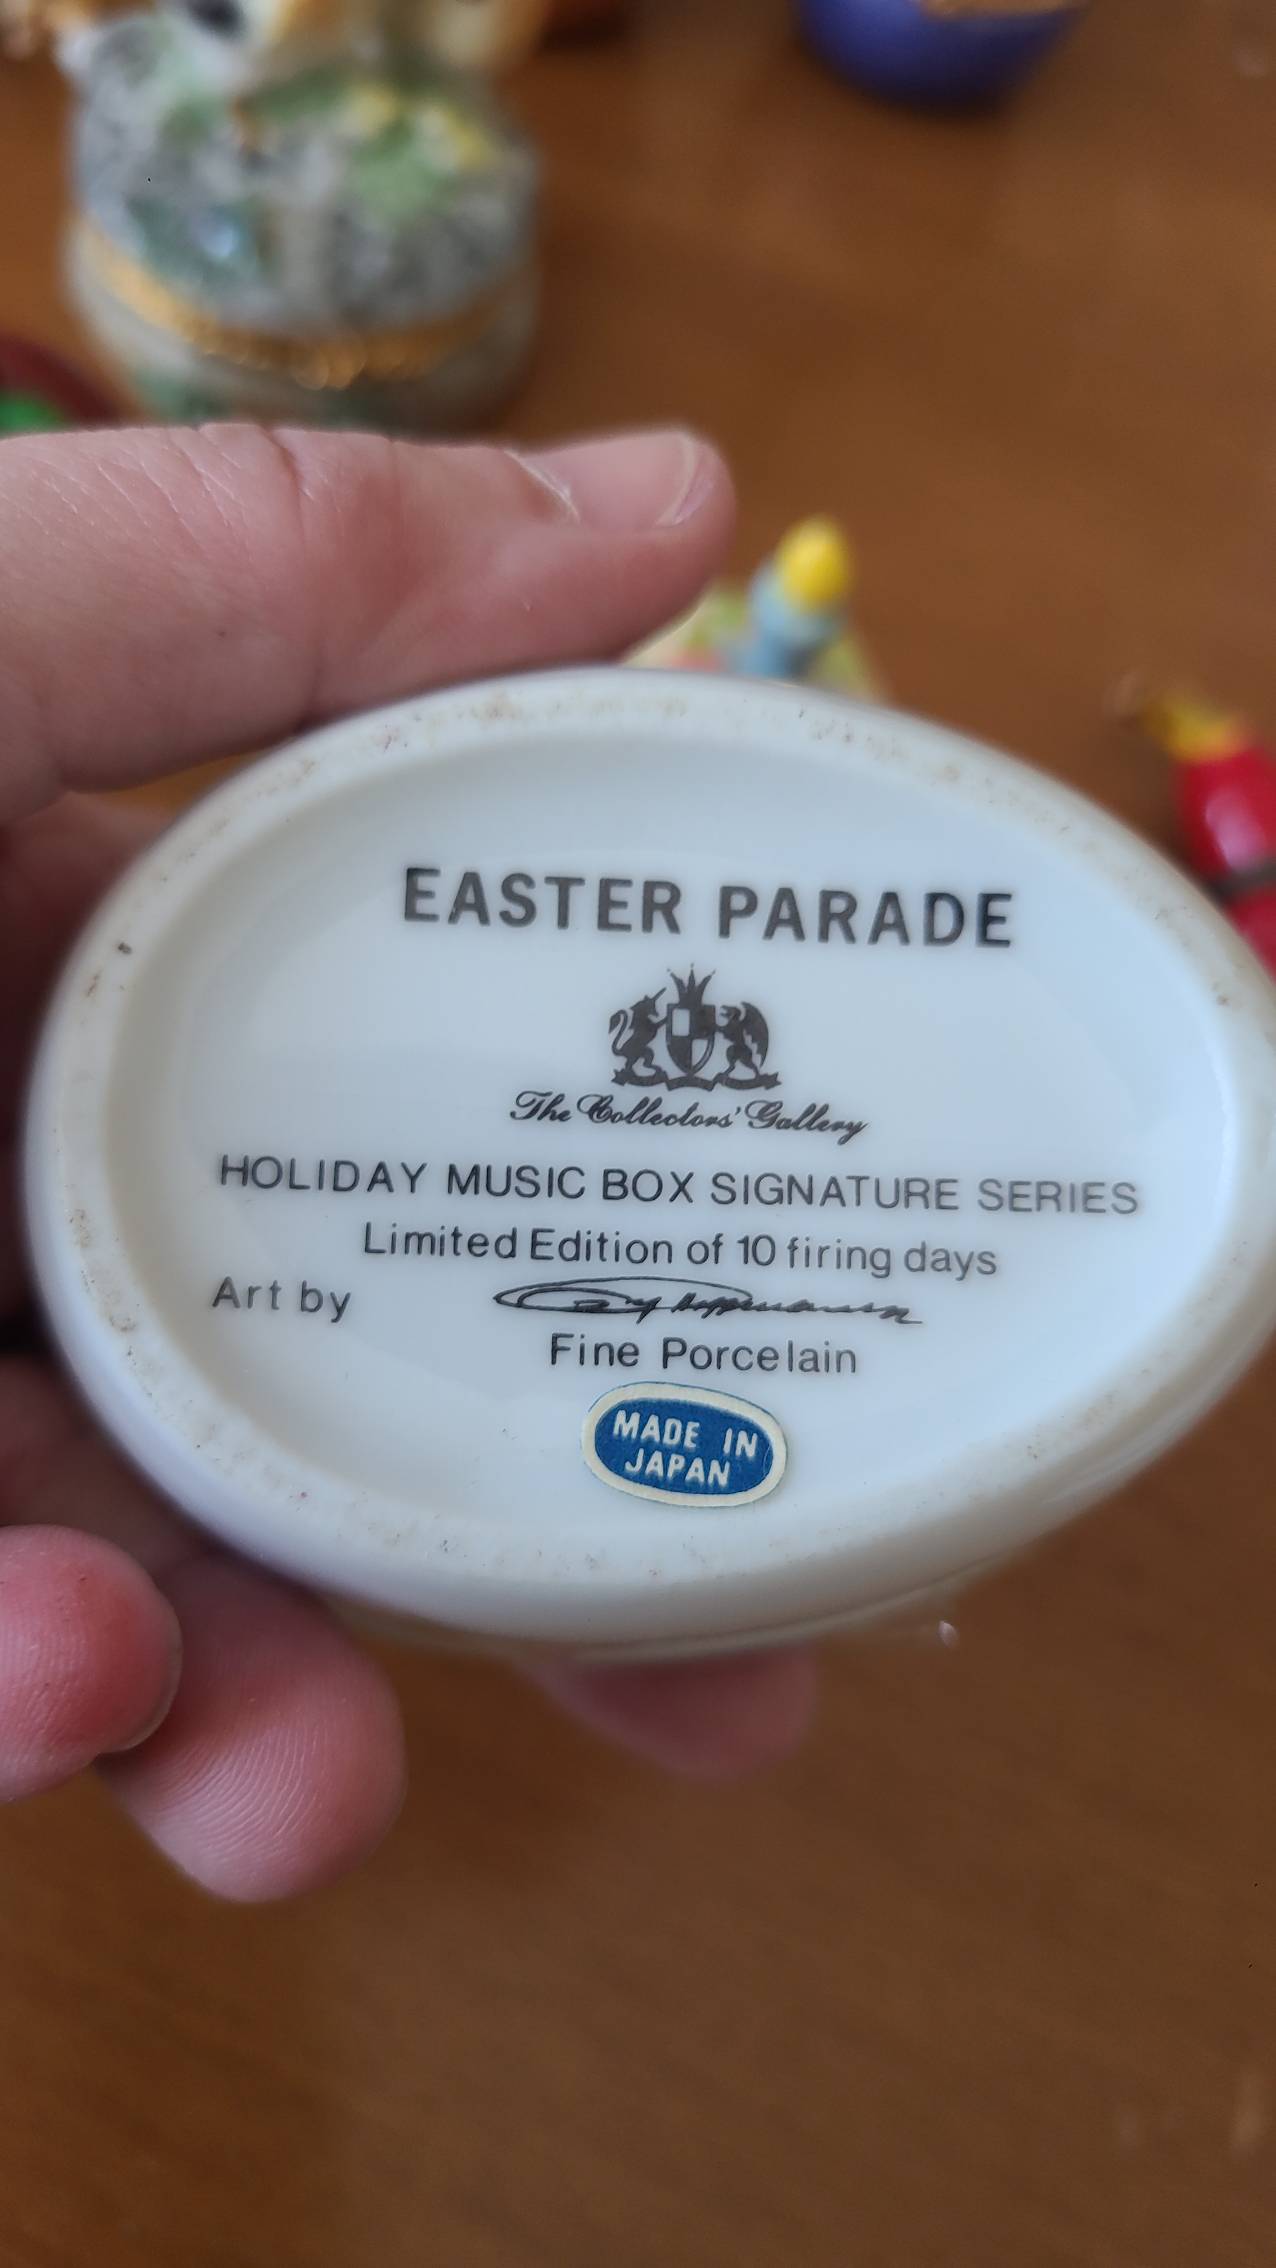 EASTER PARADE
The Collectors' Gallery
HOLIDAY MUSIC BOX SIGNATURE SERIES
Limited Edition of 10 firing days
Art by
Fine Porcelain
MADE IN
JAPAN